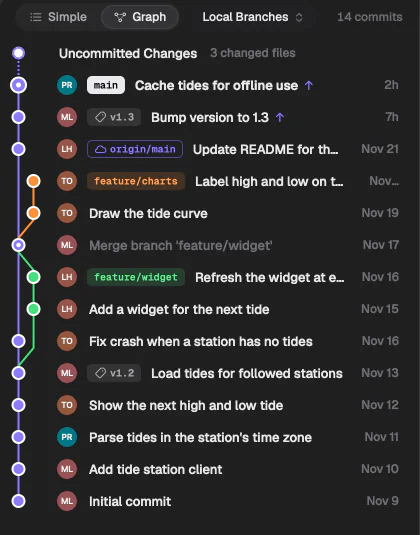 Simple Graph Local Branches 14 commits
Uncommitted Changes 3 changed files
PR main Cache tides for offline use ↑ 2h
ML v1.3 Bump version to 1.3 ↑ 7h
LH origin/main Update README for th… Nov 21
TO feature/charts Label high and low on t… Nov…
TO Draw the tide curve Nov 19
ML Merge branch 'feature/widget' Nov 17
LH feature/widget Refresh the widget at e… Nov 16
LH Add a widget for the next tide Nov 15
TO Fix crash when a station has no tides Nov 16
ML v1.2 Load tides for followed stations Nov 13
TO Show the next high and low tide Nov 12
PR Parse tides in the station's time zone Nov 11
ML Add tide station client Nov 10
ML Initial commit Nov 9